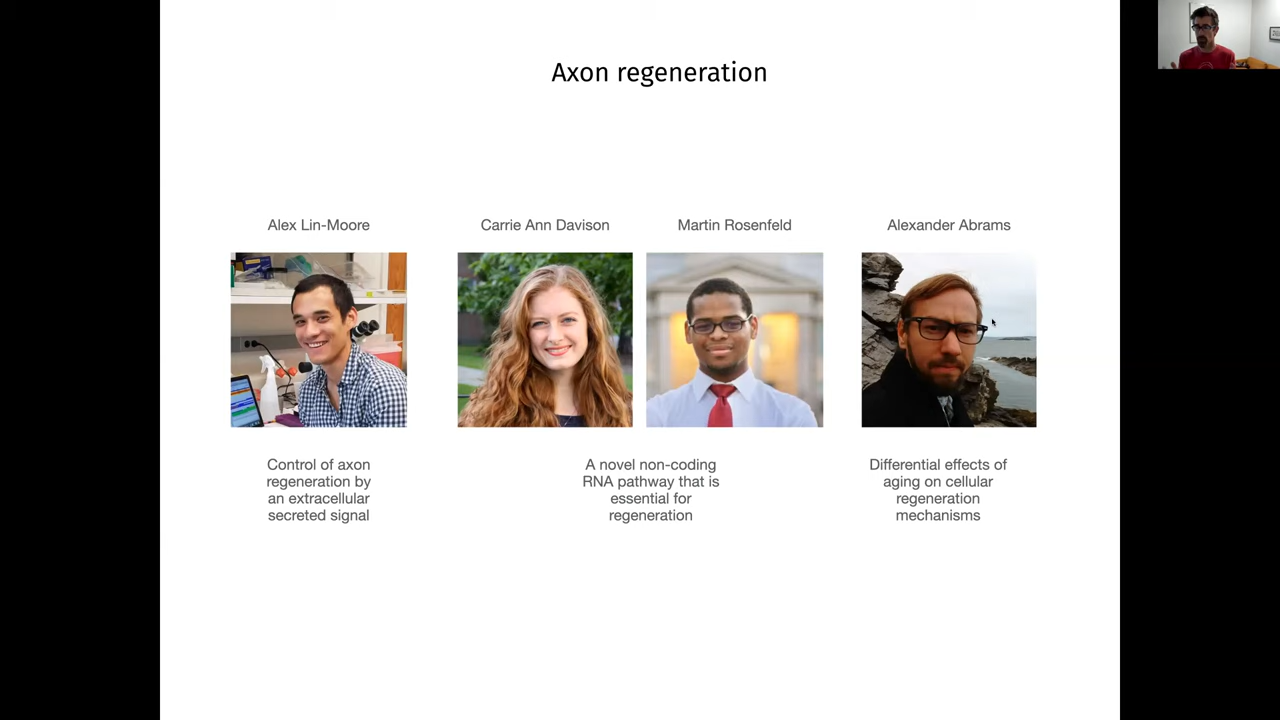 Axon regeneration
Alex Lin-Moore
Carrie Ann Davison
Martin Rosenfeld
Alexander Abrams
Control of axon
regeneration by
an extracellular
secreted signal
A novel non-coding
RNA pathway that is
essential for
regeneration
Differential effects of
aging on cellular
regeneration
mechanisms